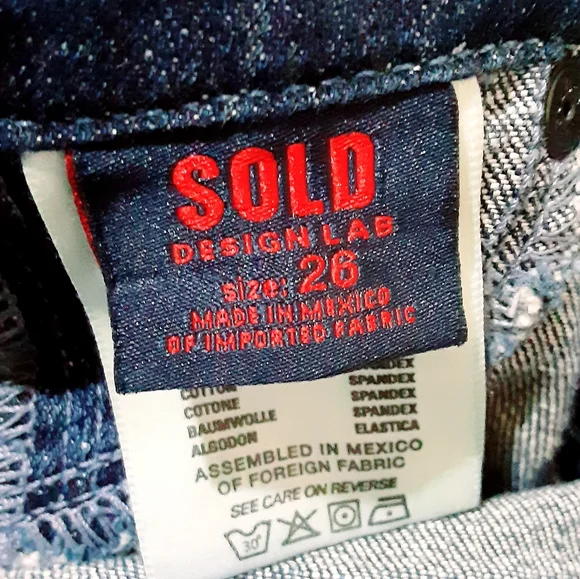 SOLD
DESIGN LAB
size: 26
MADE IN MEXICO
OF IMPORTED FABRIC
SPANDEX
COTTON SPANDEX
COTONE SPANDEX
BAUMWOLLE SPANDEX
ALGODON ELASTICA
ASSEMBLED IN MEXICO
OF FOREIGN FABRIC
SEE CARE ON REVERSE
30°